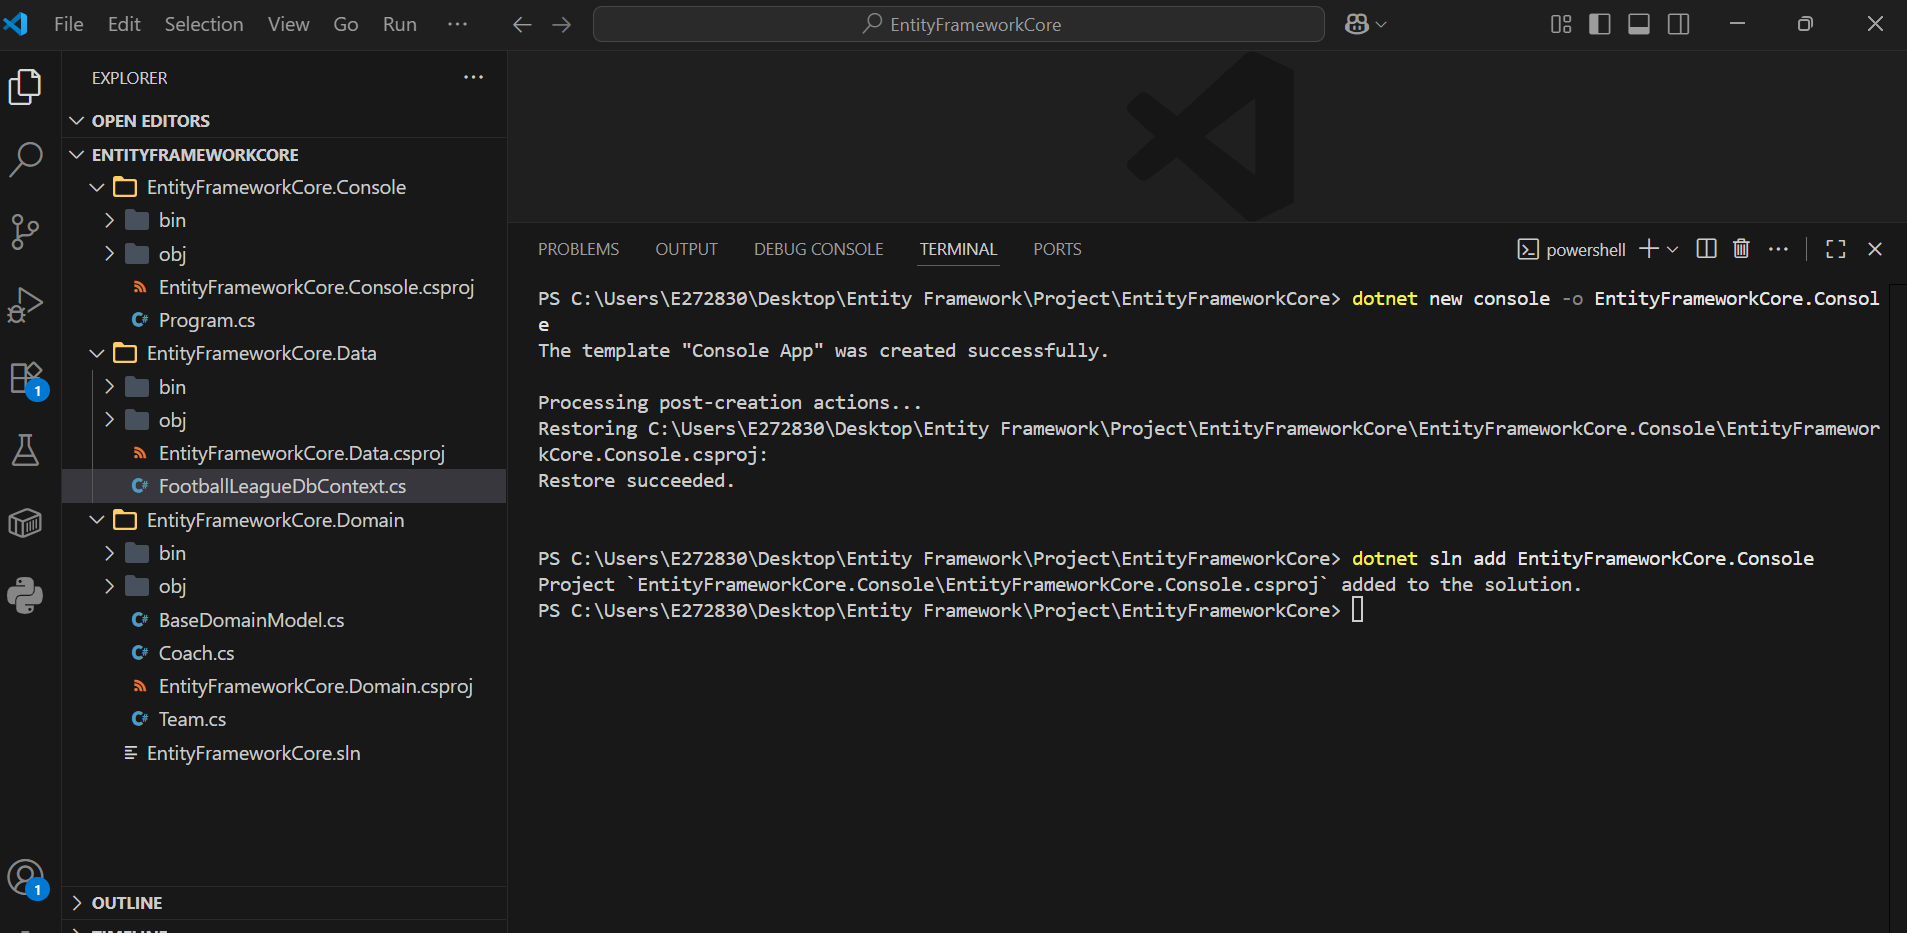 File Edit Selection View Go Run ··· EntityFrameworkCore
EXPLORER
OPEN EDITORS
ENTITYFRAMEWORKCORE
EntityFrameworkCore.Console
bin
obj
EntityFrameworkCore.Console.csproj
C# Program.cs
EntityFrameworkCore.Data
bin
obj
EntityFrameworkCore.Data.csproj
C# FootballLeagueDbContext.cs
EntityFrameworkCore.Domain
bin
obj
C# BaseDomainModel.cs
C# Coach.cs
EntityFrameworkCore.Domain.csproj
C# Team.cs
EntityFrameworkCore.sln
OUTLINE
TIMELINE
1
1
PROBLEMS OUTPUT DEBUG CONSOLE TERMINAL PORTS powershell
PS C:\Users\E272830\Desktop\Entity Framework\Project\EntityFrameworkCore> dotnet new console -o EntityFrameworkCore.Consol
e
The template "Console App" was created successfully.
Processing post-creation actions...
Restoring C:\Users\E272830\Desktop\Entity Framework\Project\EntityFrameworkCore\EntityFrameworkCore.Console\EntityFramewor
kCore.Console.csproj:
Restore succeeded.
PS C:\Users\E272830\Desktop\Entity Framework\Project\EntityFrameworkCore> dotnet sln add EntityFrameworkCore.Console
Project `EntityFrameworkCore.Console\EntityFrameworkCore.Console.csproj` added to the solution.
PS C:\Users\E272830\Desktop\Entity Framework\Project\EntityFrameworkCore>